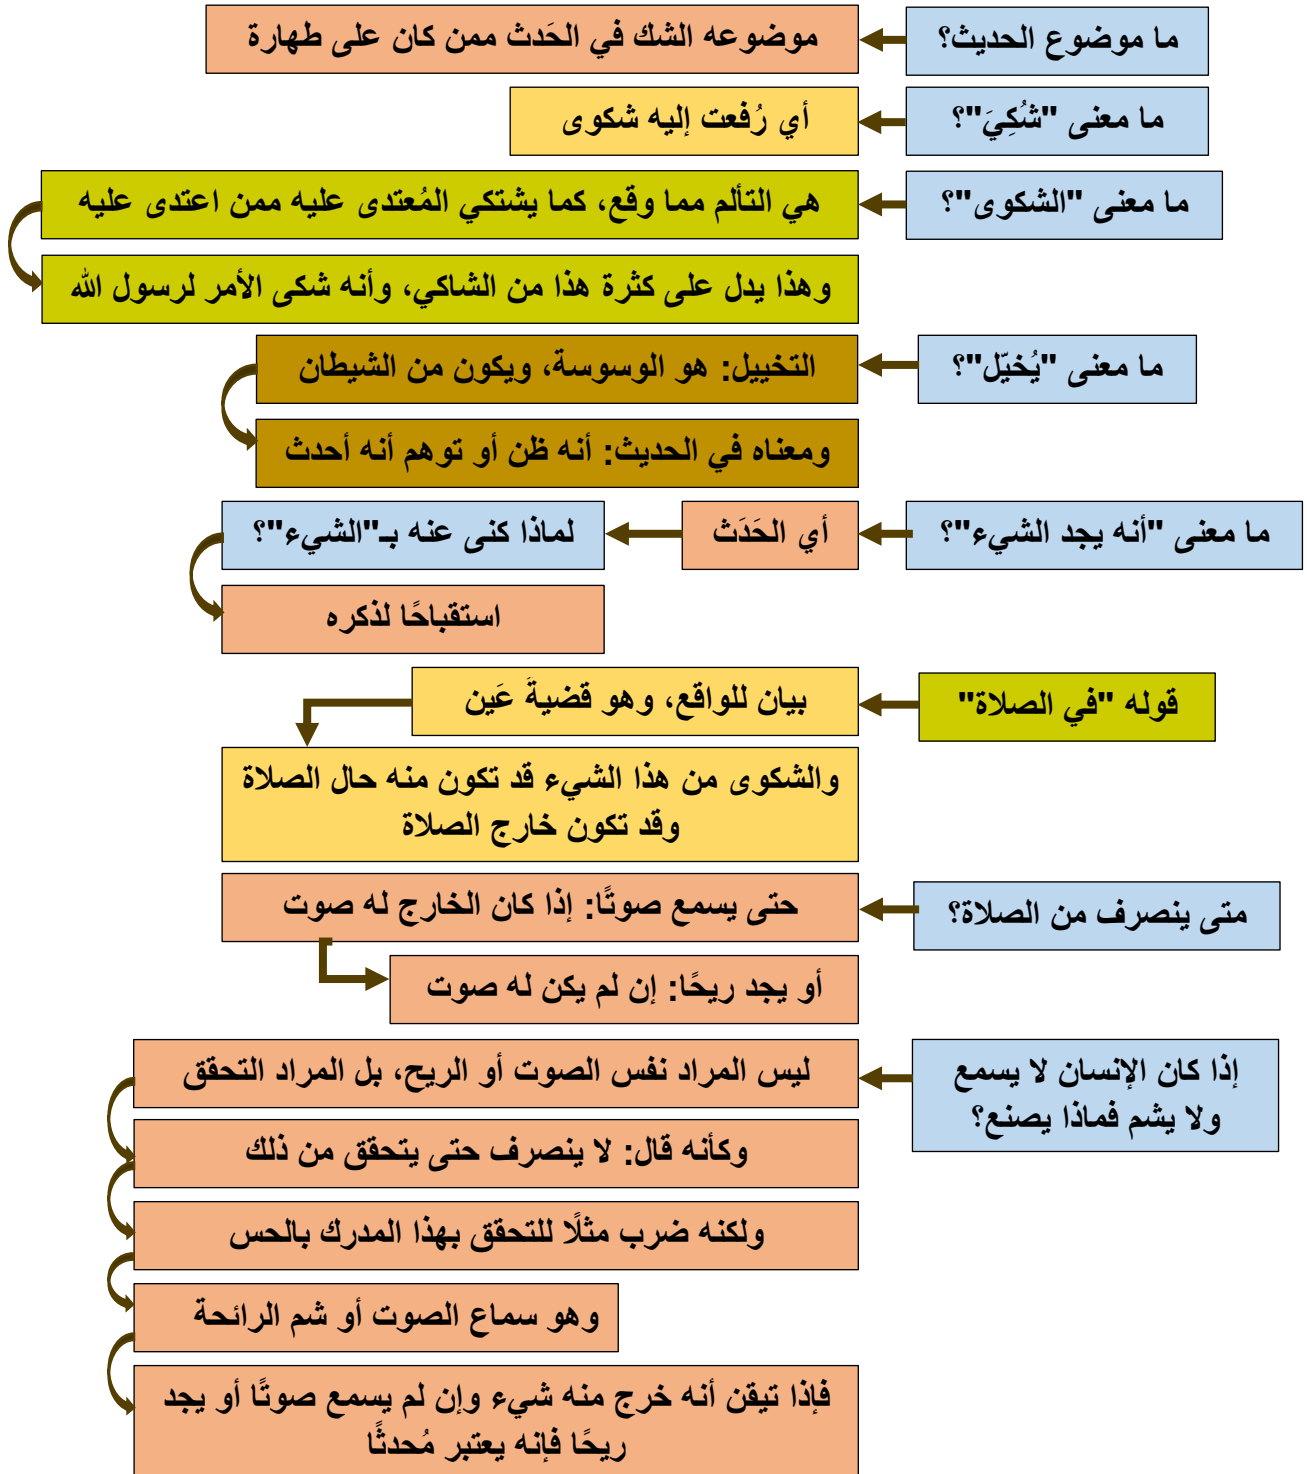 ما موضوع الحديث؟
موضوعه الشك في الحَدث ممن كان على طهارة
ما معنى "شُكِيَ"؟
أي رُفعت إليه شكوى
ما معنى "الشكوى"؟
هي التألم مما وقع، كما يشتكي المُعتدى عليه ممن اعتدى عليه
وهذا يدل على كثرة هذا من الشاكي، وأنه شكى الأمر لرسول الله
ما معنى "يُخيّل"؟
التخييل: هو الوسوسة، ويكون من الشيطان
ومعناه في الحديث: أنه ظن أو توهم أنه أحدث
ما معنى "أنه يجد الشيء"؟
أي الحَدَث
لماذا كنى عنه بـ"الشيء"؟
استقباحًا لذكره
قوله "في الصلاة"
بيان للواقع، وهو قضيةَ عَين
والشكوى من هذا الشيء قد تكون منه حال الصلاة
وقد تكون خارج الصلاة
متى ينصرف من الصلاة؟
حتى يسمع صوتًا: إذا كان الخارج له صوت
أو يجد ريحًا: إن لم يكن له صوت
إذا كان الإنسان لا يسمع
ولا يشم فماذا يصنع؟
ليس المراد نفس الصوت أو الريح، بل المراد التحقق
وكأنه قال: لا ينصرف حتى يتحقق من ذلك
ولكنه ضرب مثلًا للتحقق بهذا المدرك بالحس
وهو سماع الصوت أو شم الرائحة
فإذا تيقن أنه خرج منه شيء وإن لم يسمع صوتًا أو يجد
ريحًا فإنه يعتبر مُحدثًا